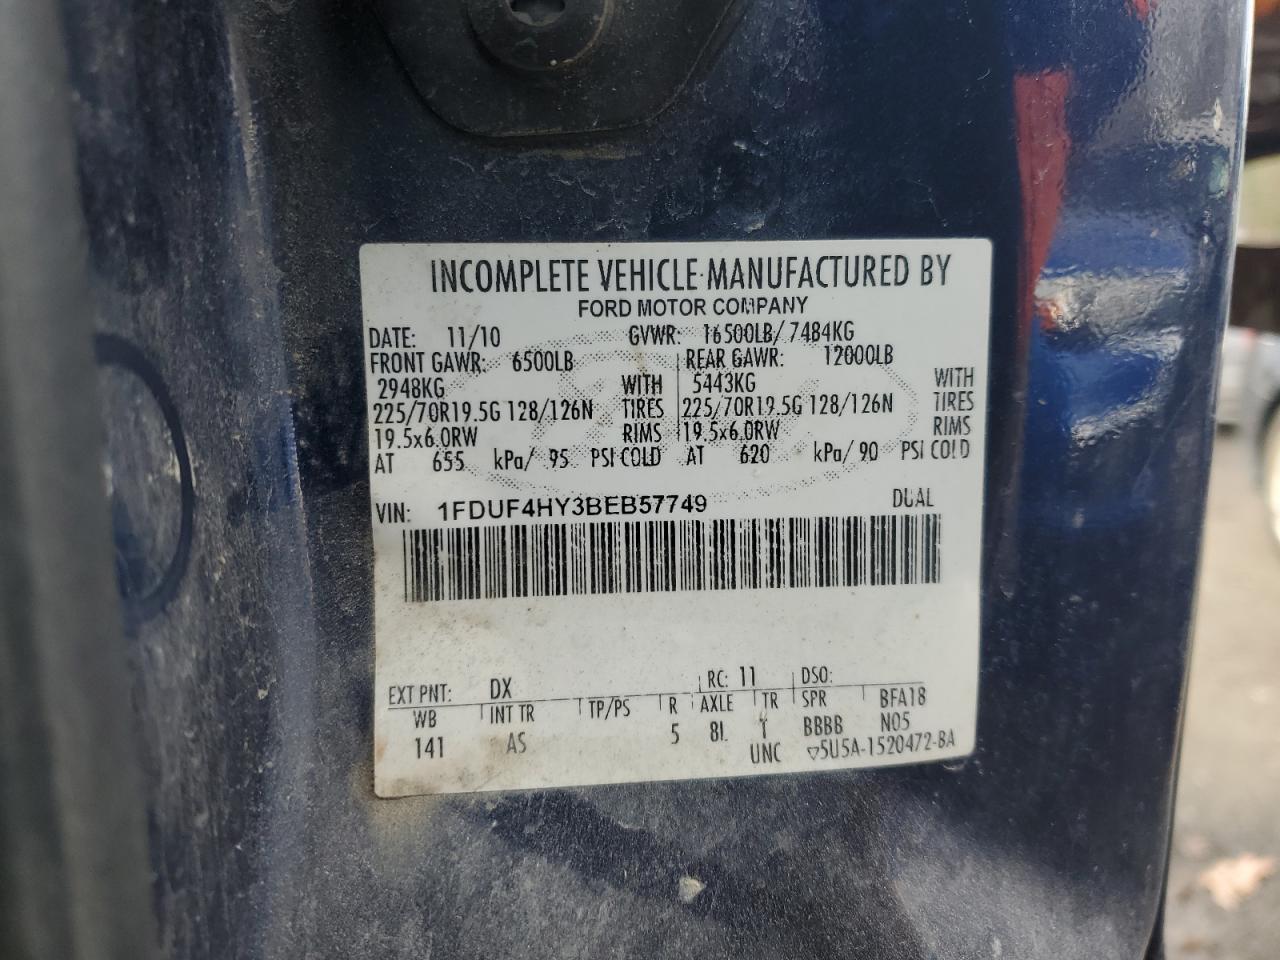 INCOMPLETE VEHICLE MANUFACTURED BY
FORD MOTOR COMPANY
DATE: 11/10 GVWR: 16500LB/ 7484KG
FRONT GAWR: 6500LB REAR GAWR: 12000LB
2948KG WITH 5443KG WITH
225/70R19.5G 128/126N TIRES 225/70R19.5G 128/126N TIRES
19.5x6.0RW RIMS 19.5x6.0RW RIMS
AT 655 kPa/ 95 PSI COLD AT 620 kPa/ 90 PSI COLD
VIN: 1FDUF4HY3BEB57749 DUAL
EXT PNT: DX RC: 11 DSO:
WB INT TR TP/PS R AXLE TR SPR BFA18
141 AS 5 8L BBBB N05
UNC 5U5A-1520472-BA